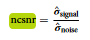 ncsnr = σ̂signal / σ̂noise